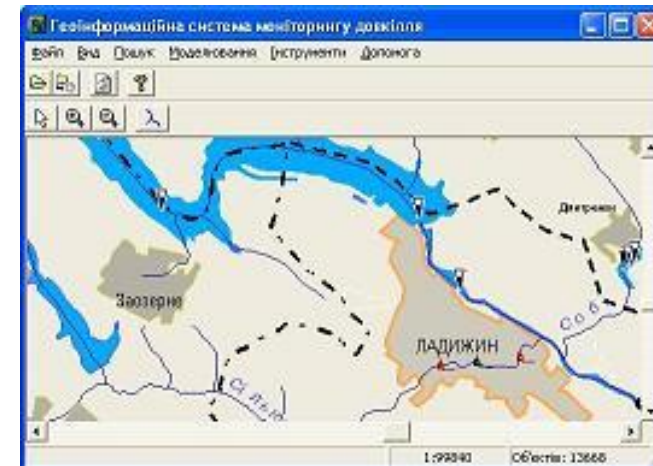 Геоінформаційна система моніторингу довкілля
Файл Вид Пошук Моделювання Інструменти Допомога
Заозерне
ЛАДИЖИН
Соб
1:99840 Об'єктів: 13668